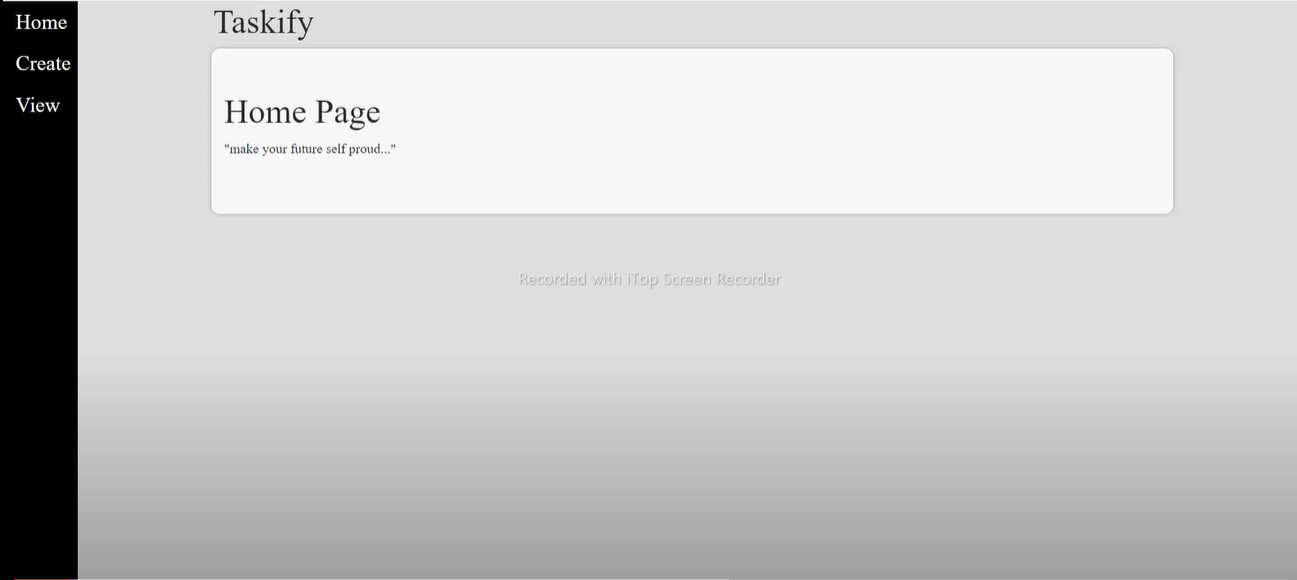 Home
Create
View
Taskify
Home Page
"make your future self proud..."
Recorded with iTop Screen Recorder